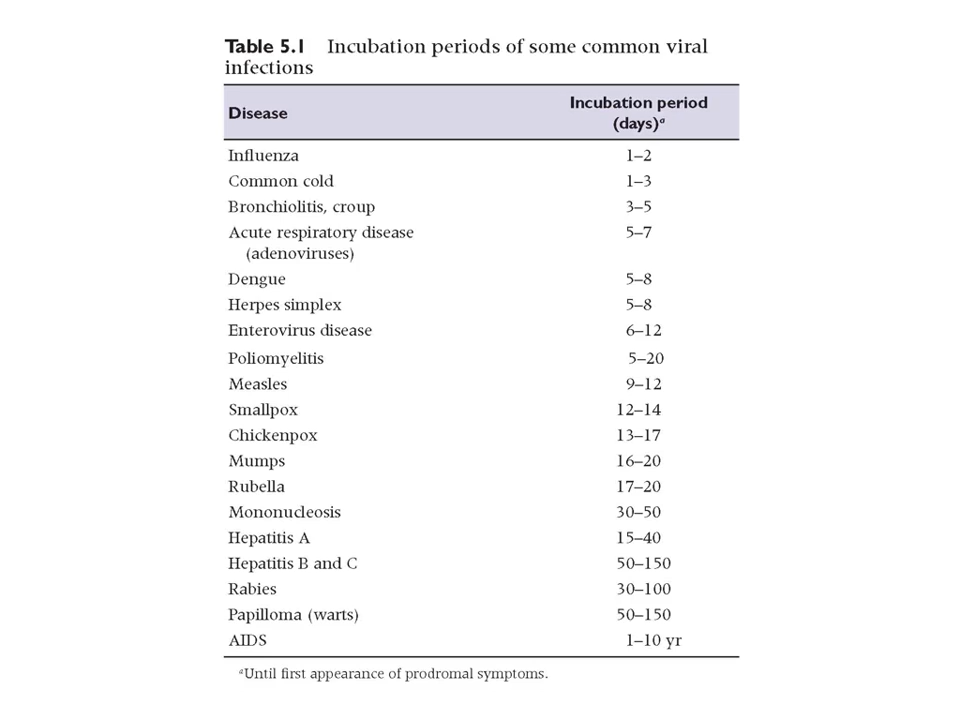 Table 5.1 Incubation periods of some common viral
infections
Disease
Incubation period
(days)ᵃ
Influenza 1–2
Common cold 1–3
Bronchiolitis, croup 3–5
Acute respiratory disease 5–7
(adenoviruses)
Dengue 5–8
Herpes simplex 5–8
Enterovirus disease 6–12
Poliomyelitis 5–20
Measles 9–12
Smallpox 12–14
Chickenpox 13–17
Mumps 16–20
Rubella 17–20
Mononucleosis 30–50
Hepatitis A 15–40
Hepatitis B and C 50–150
Rabies 30–100
Papilloma (warts) 50–150
AIDS 1–10 yr
ᵃUntil first appearance of prodromal symptoms.